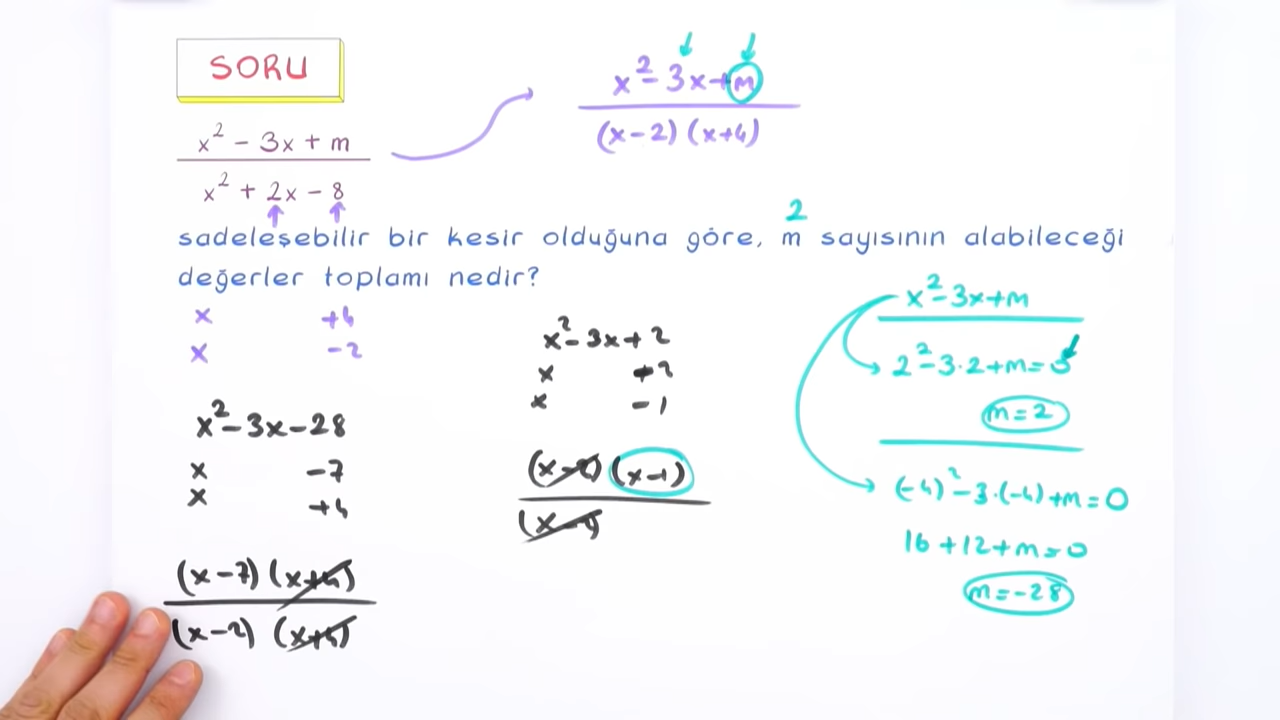 SORU
x² - 3x + m
x² + 2x - 8
x² - 3x + m
(x-2) (x+4)
2
sadeleşebilir bir kesir olduğuna göre, m sayısının alabileceği
değerler toplamı nedir?
x +4
x -2
x² - 3x - 28
x -7
x +4
(x-7) (x+4)
(x-2) (x+4)
x² - 3x + 2
x -2
x -1
(x-2) (x-1)
x² - 3x + m
2² - 3·2 + m = 0
m = 2
(-4)² - 3·(-4) + m = 0
16 + 12 + m = 0
m = -28